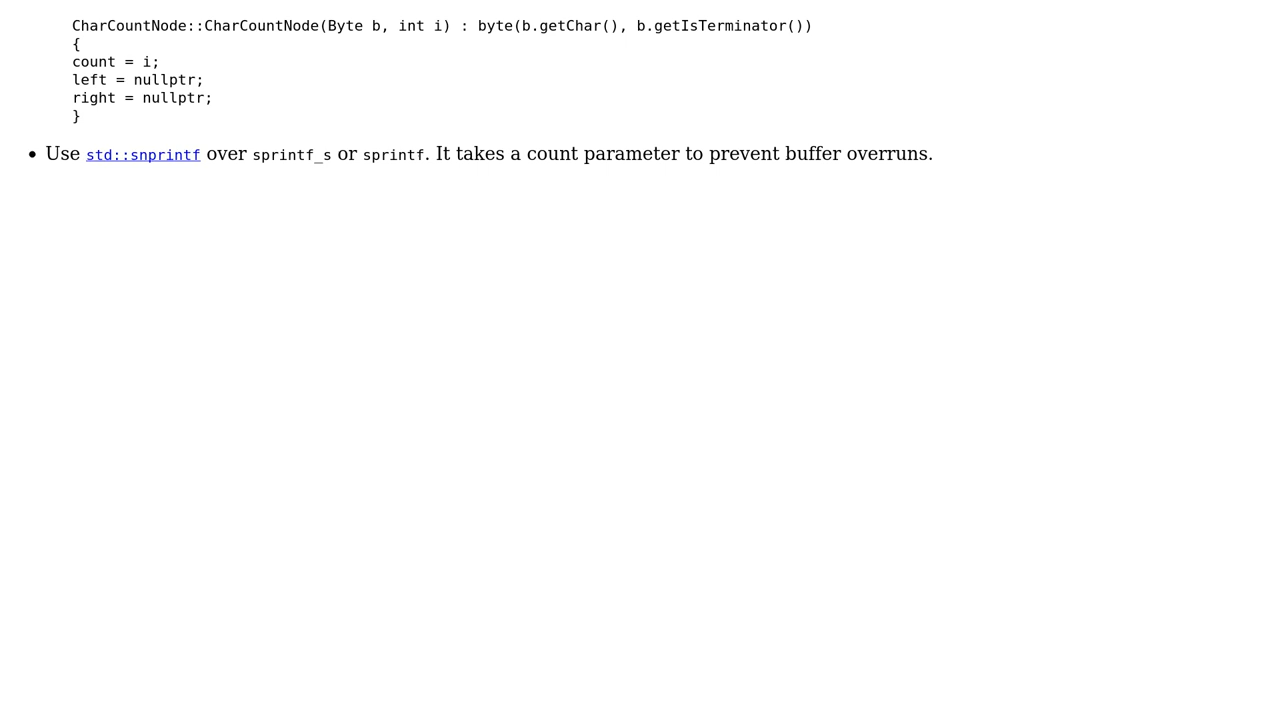 CharCountNode::CharCountNode(Byte b, int i) : byte(b.getChar(), b.getIsTerminator())
{
count = i;
left = nullptr;
right = nullptr;
}
• Use std::snprintf over sprintf_s or sprintf. It takes a count parameter to prevent buffer overruns.